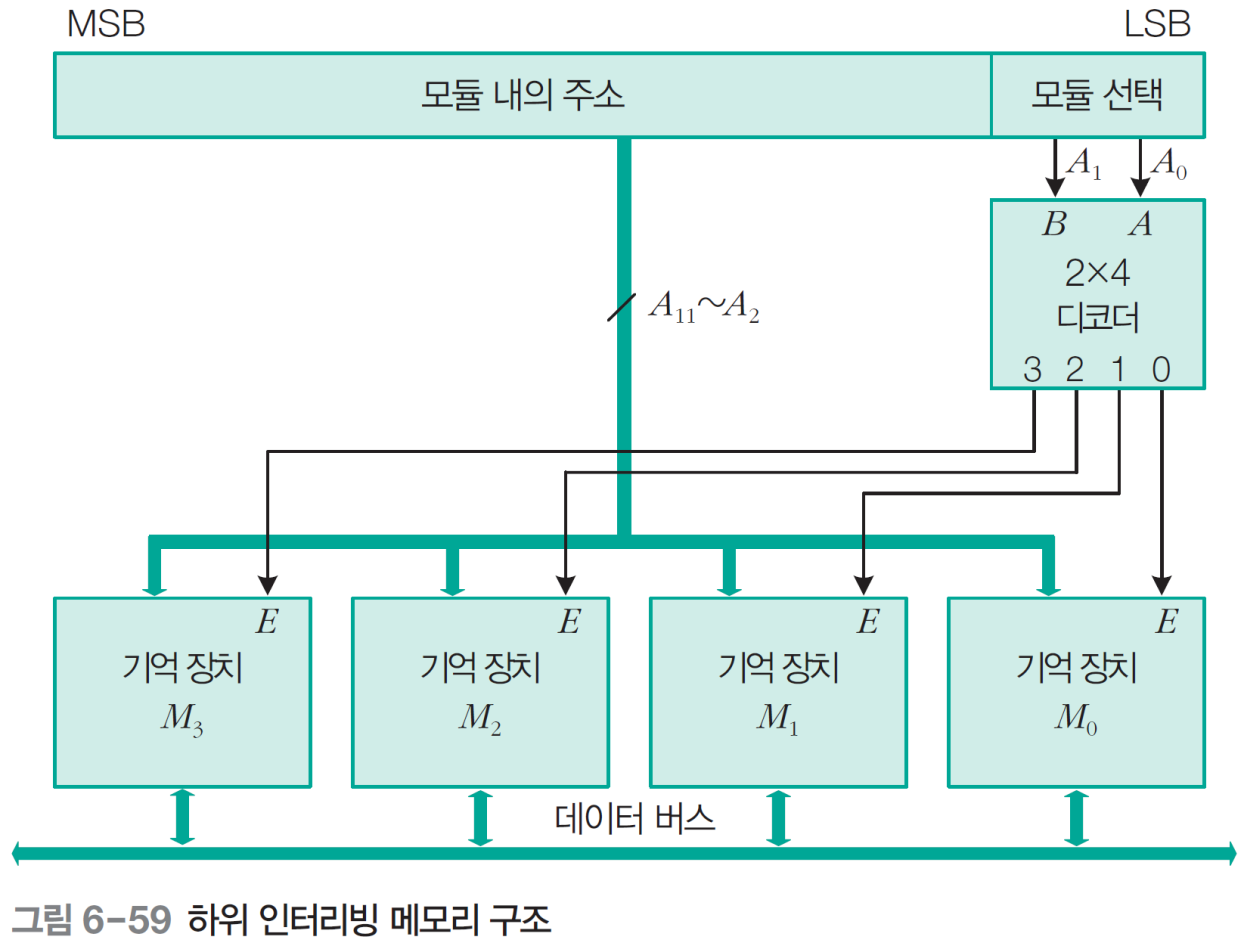 MSB LSB
모듈 내의 주소 모듈 선택
A₁ A₀
B A
2×4
디코더
3 2 1 0
A₁₁~A₂
E E E E
기억 장치 기억 장치 기억 장치 기억 장치
M₃ M₂ M₁ M₀
데이터 버스
그림 6-59 하위 인터리빙 메모리 구조